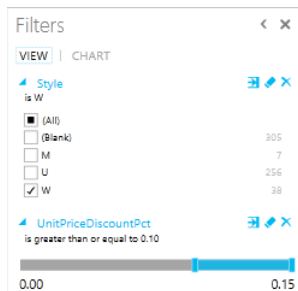 Filters
VIEW | CHART
Style
is W
(All)
(Blank) 305
M 7
U 256
W 38
UnitPriceDiscountPct
is greater than or equal to 0.10
0.00 0.15